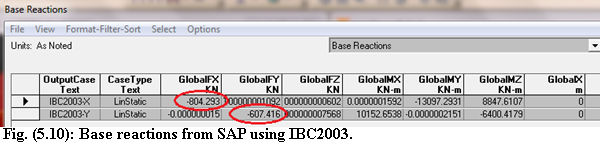 Base Reactions
File View Format-Filter-Sort Select Options
Units: As Noted Base Reactions
OutputCase CaseType GlobalFX GlobalFY GlobalFZ GlobalMX GlobalMY GlobalMZ GlobalX
Text Text KN KN KN KN-m KN-m KN-m m
IBC2003-X LinStatic -804.293 00000001092 000000000602 0.0000001592 -13097.2931 8847.6107 0
IBC2003-Y LinStatic -0.000000015 -607.416 000000007568 10152.6538 -0.0000002151 -6400.4179 0
Fig. (5.10): Base reactions from SAP using IBC2003.